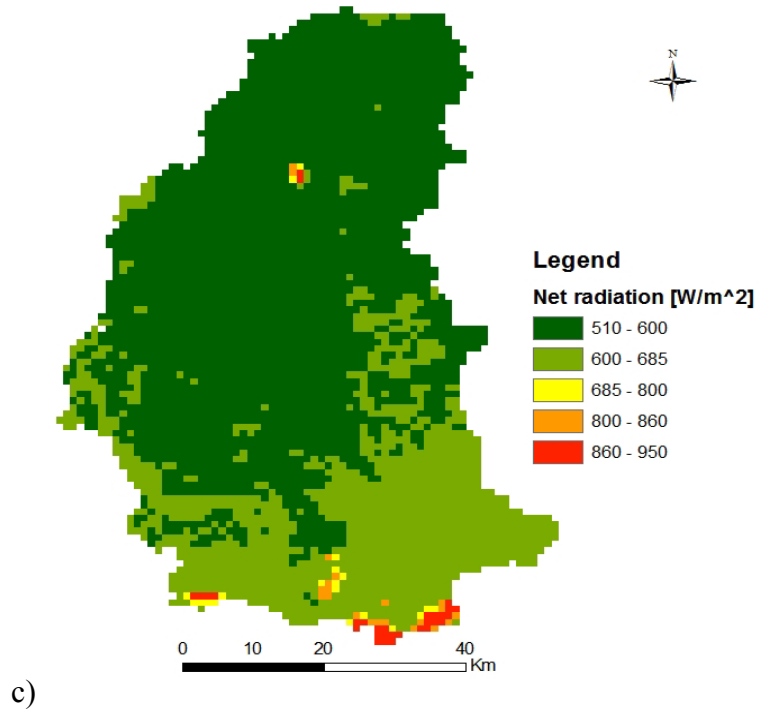 N
Legend
Net radiation [W/m^2]
510 - 600
600 - 685
685 - 800
800 - 860
860 - 950
0 10 20 40
Km
c)